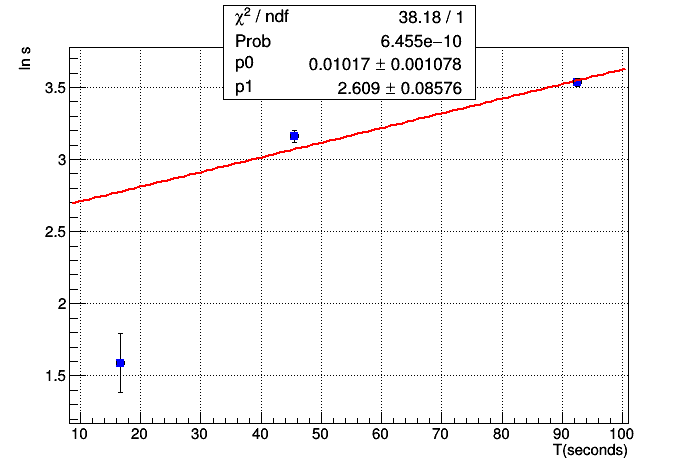 χ² / ndf 38.18 / 1
Prob 6.455e−10
p0 0.01017 ± 0.001078
p1 2.609 ± 0.08576
ln s
3.5
3
2.5
2
1.5
10 20 30 40 50 60 70 80 90 100
T(seconds)